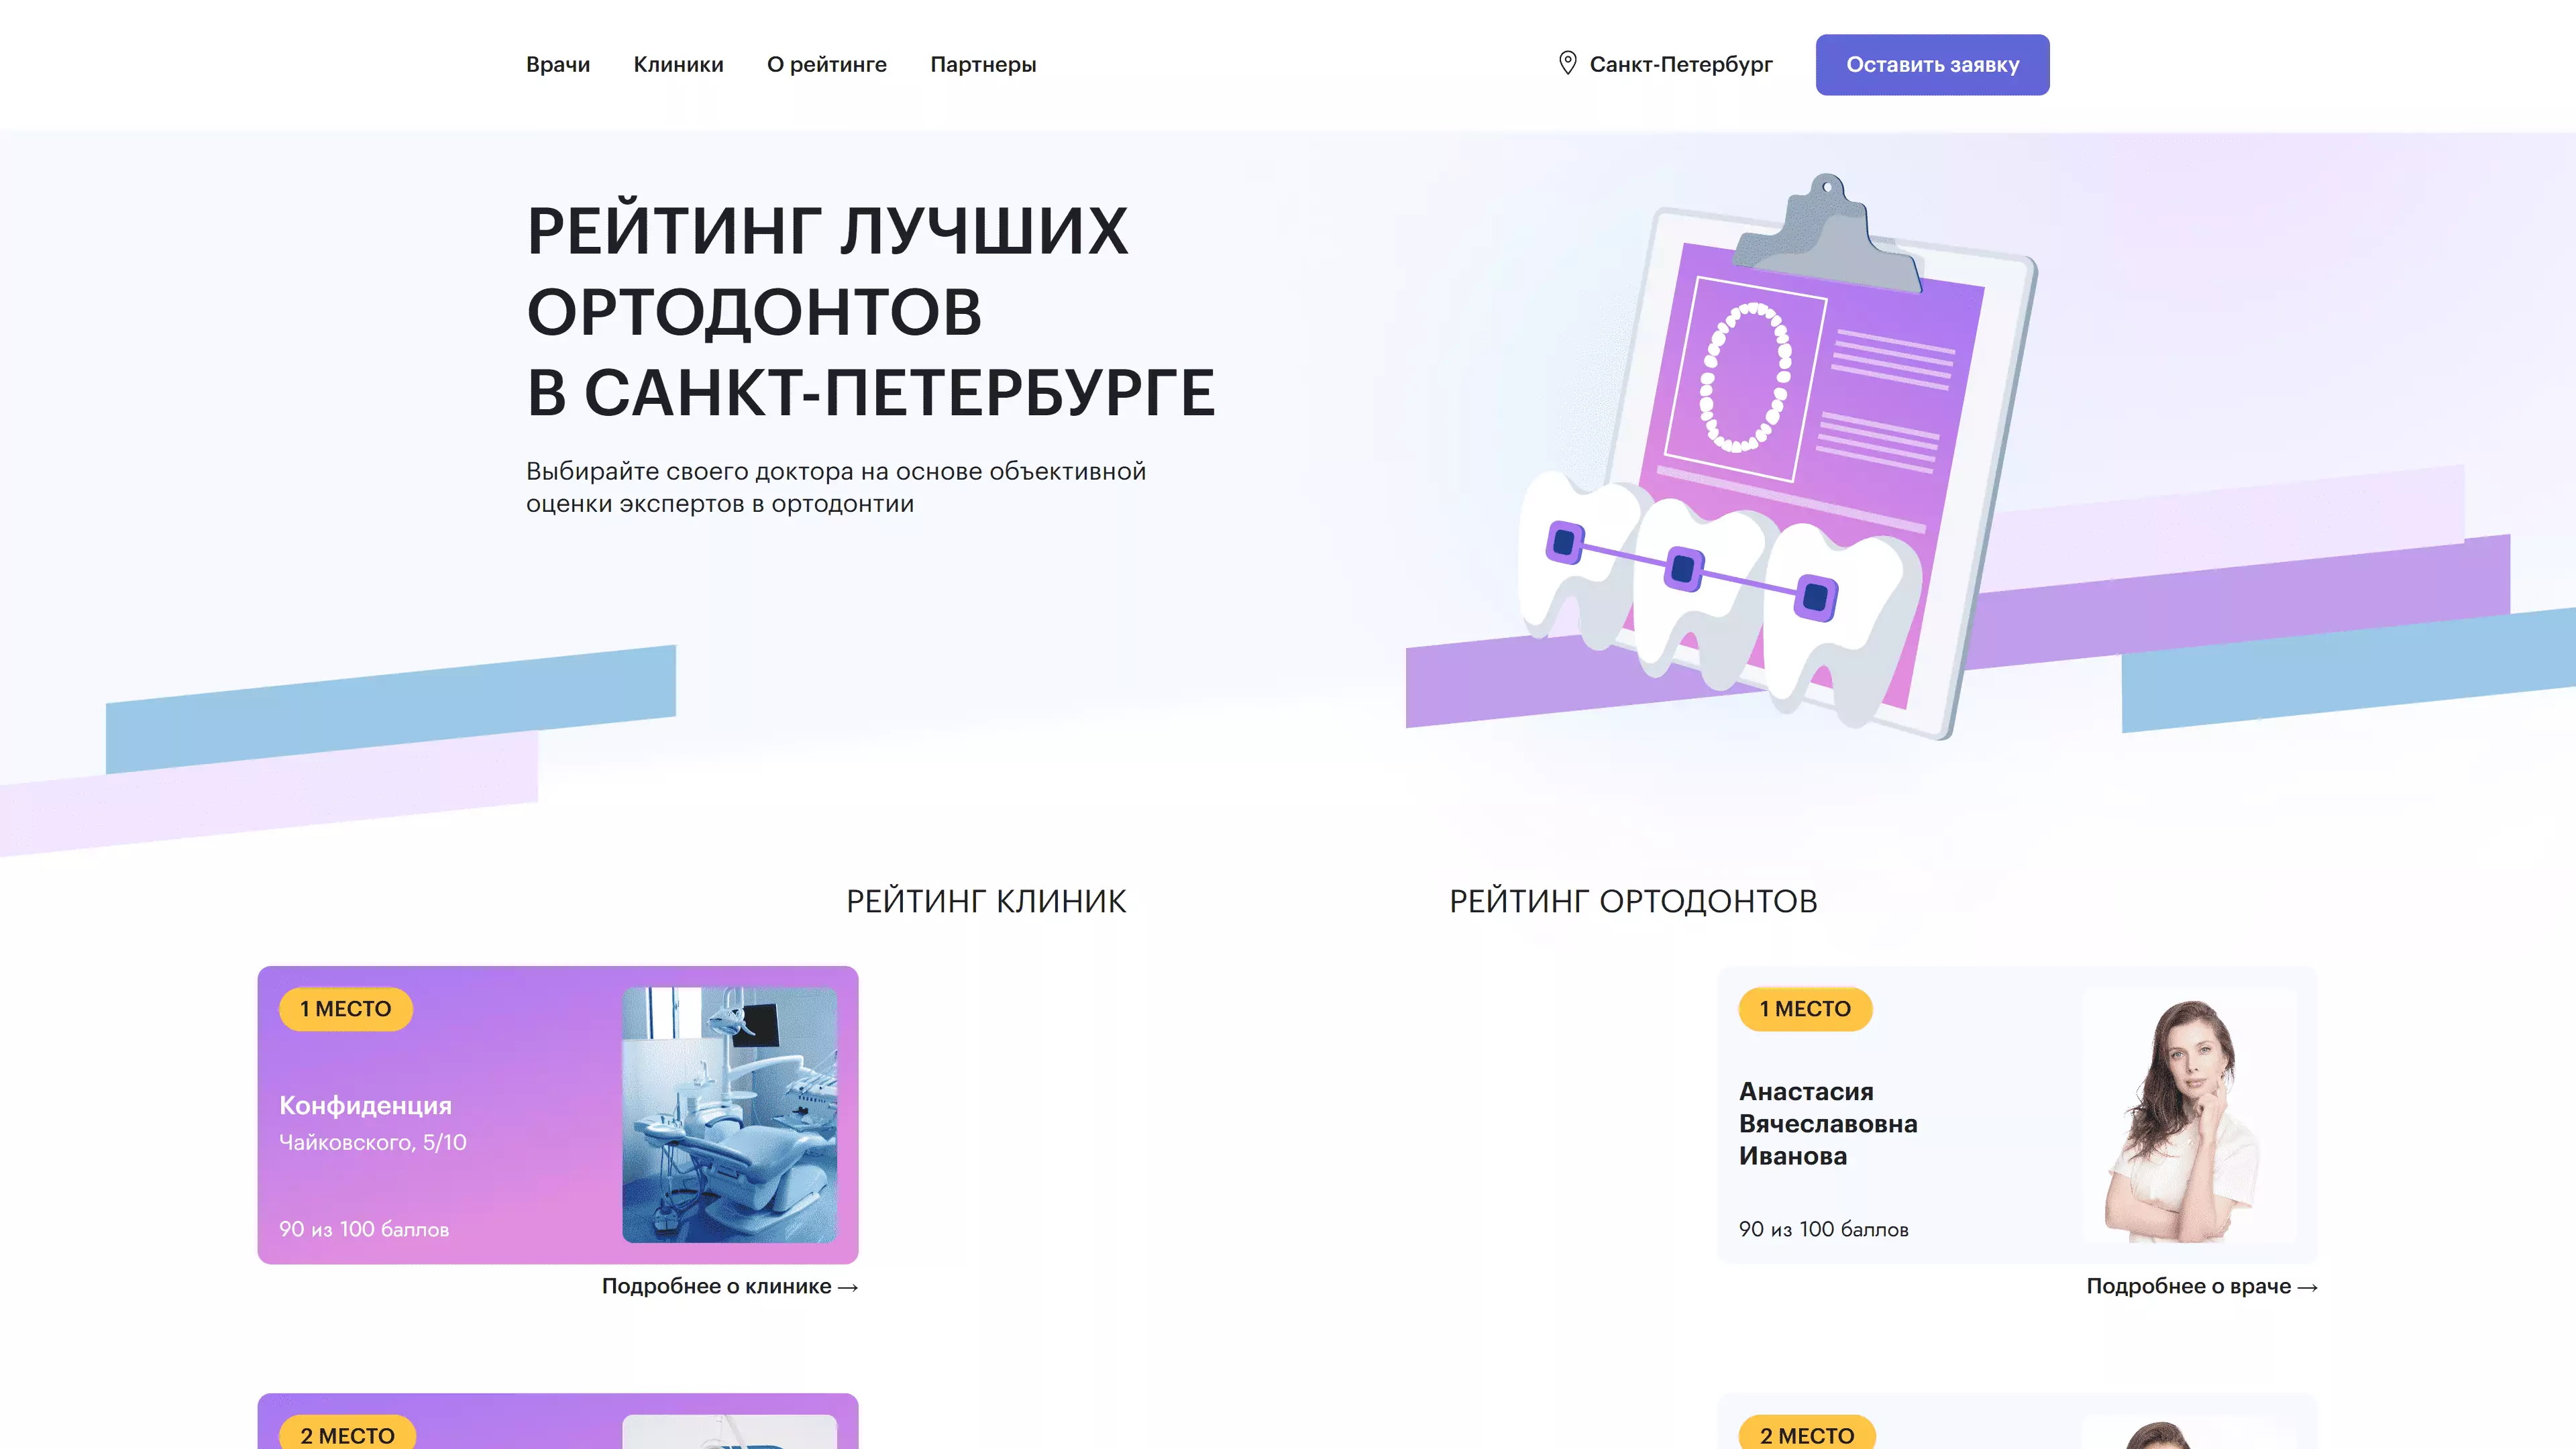 Врачи
Клиники
О рейтинге
Партнеры
Санкт-Петербург
Оставить заявку
РЕЙТИНГ ЛУЧШИХ
ОРТОДОНТОВ
В САНКТ-ПЕТЕРБУРГЕ
Выбирайте своего доктора на основе объективной
оценки экспертов в ортодонтии
РЕЙТИНГ КЛИНИК
1 МЕСТО
Конфиденция
Чайковского, 5/10
90 из 100 баллов
Подробнее о клинике →
2 МЕСТО
РЕЙТИНГ ОРТОДОНТОВ
1 МЕСТО
Анастасия
Вячеславовна
Иванова
90 из 100 баллов
Подробнее о враче →
2 МЕСТО